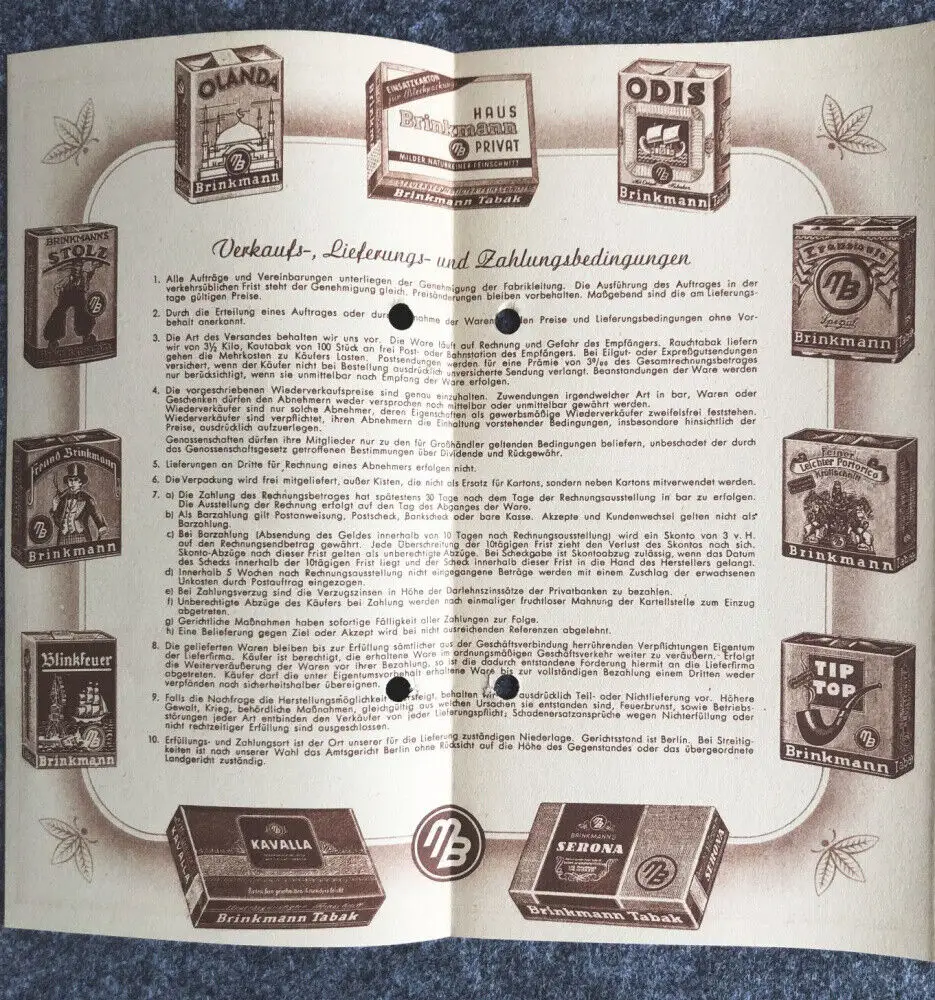 OLANDA
Brinkmann
EINSATZKARTON
für Blechpackung
HAUS
Brinkmann
PRIVAT
MILDER NATURREINER FEINSCHNITT
Brinkmann Tabak
ODIS
Brinkmann Tabak
BRINKMANN'S
STOLZ
Freund Brinkmann
Brinkmann
Blinkfeuer
Brinkmann
Verkaufs-, Lieferungs- und Zahlungsbedingungen
1. Alle Aufträge und Vereinbarungen unterliegen der Genehmigung der Fabrikleitung. Die Ausführung des Auftrages in der
verkehrsüblichen Frist steht der Genehmigung gleich. Preisänderungen bleiben vorbehalten. Maßgebend sind die am Lieferungs-
tage gültigen Preise.
2. Durch die Erteilung eines Auftrages oder durch nahme der Waren den Preise und Lieferungsbedingungen ohne Vor-
behalt anerkannt.
3. Die Art des Versandes behalten wir uns vor. Die Ware läuft auf Rechnung und Gefahr des Empfängers. Rauchtabak liefern
wir von 3½ Kilo, Kautabak von 100 Stück an frei Post- oder Bahnstation des Empfängers. Bei Eilgut- oder Expreßgutsendungen
gehen die Mehrkosten zu Käufers Lasten. Postsendungen werden für eine Prämie von 3⁰/₀₀ des Gesamtrechnungsbetrages
versichert, wenn der Käufer nicht bei Bestellung ausdrücklich unversicherte Sendung verlangt. Beanstandungen der Ware werden
nur berücksichtigt, wenn sie unmittelbar nach Empfang der Ware erfolgen.
4. Die vorgeschriebenen Wiederverkaufspreise sind genau einzuhalten. Zuwendungen irgendwelcher Art in bar, Waren oder
Geschenken dürfen den Abnehmern weder versprochen noch mittelbar oder unmittelbar gewährt werden.
Wiederverkäufer sind nur solche Abnehmer, deren Eigenschaften als gewerbsmäßige Wiederverkäufer zweifelsfrei feststehen.
Wiederverkäufer sind verpflichtet, ihren Abnehmern die Einhaltung vorstehender Bedingungen, insbesondere hinsichtlich der
Preise, ausdrücklich aufzuerlegen.
Genossenschaften dürfen ihre Mitglieder nur zu den für Großhändler geltenden Bedingungen beliefern, unbeschadet der durch
das Genossenschaftsgesetz getroffenen Bestimmungen über Dividende und Rückgewähr.
5. Lieferungen an Dritte für Rechnung eines Abnehmers erfolgen nicht.
6. Die Verpackung wird frei mitgeliefert, außer Kisten, die nicht als Ersatz für Kartons, sondern neben Kartons mitverwendet werden.
7. a) Die Zahlung des Rechnungsbetrages hat spätestens 30 Tage nach dem Tage der Rechnungsausstellung in bar zu erfolgen.
Die Ausstellung der Rechnung erfolgt auf den Tag des Abganges der Ware.
b) Als Barzahlung gilt Postanweisung, Postscheck, Bankscheck oder bare Kasse. Akzepte und Kundenwechsel gelten nicht als
Barzahlung.
c) Bei Barzahlung (Absendung des Geldes innerhalb von 10 Tagen nach Rechnungsausstellung) wird ein Skonto von 3 v. H.
auf den Rechnungsendbetrag gewährt. Jede Überschreitung der 10tägigen Frist zieht den Verlust des Skontos nach sich.
Skonto-Abzüge nach dieser Frist gelten als unberechtigte Abzüge. Bei Scheckgabe ist Skontoabzug zulässig, wenn das Datum
des Schecks innerhalb der 10tägigen Frist liegt und der Scheck innerhalb dieser Frist in die Hand des Herstellers gelangt.
d) Innerhalb 5 Wochen nach Rechnungsausstellung nicht eingegangene Beträge werden mit einem Zuschlag der erwachsenen
Unkosten durch Postauftrag eingezogen.
e) Bei Zahlungsverzug sind die Verzugszinsen in Höhe der Darlehnszinssätze der Privatbanken zu bezahlen.
f) Unberechtigte Abzüge des Käufers bei Zahlung werden nach einmaliger fruchtloser Mahnung der Kartellstelle zum Einzug
abgetreten.
g) Gerichtliche Maßnahmen haben sofortige Fälligkeit aller Zahlungen zur Folge.
h) Eine Belieferung gegen Ziel oder Akzept wird bei nicht ausreichenden Referenzen abgelehnt.
8. Die gelieferten Waren bleiben bis zur Erfüllung sämtlicher aus der Geschäftsverbindung herrührenden Verpflichtungen Eigentum
der Lieferfirma. Käufer ist berechtigt, die erhaltene Ware im ordnungsmäßigen Geschäftsverkehr weiter zu veräußern. Erfolgt
die Weiterveräußerung der Waren vor ihrer Bezahlung, so ist die dadurch entstandene Forderung hiermit an die Lieferfirma
abgetreten. Käufer darf die unter Eigentumsvorbehalt erhaltene Ware bis zur vollständigen Bezahlung einem Dritten weder
verpfänden noch sicherheitshalber übereignen.
9. Falls die Nachfrage die Herstellungsmöglichkeit übersteigt, behalten wir ausdrücklich Teil- oder Nichtlieferung vor. Höhere
Gewalt, Krieg, behördliche Maßnahmen, gleichgültig aus welchen Ursachen sie entstanden sind, Feuerbrunst, sowie Betriebs-
störungen jeder Art entbinden den Verkäufer von jeder Lieferungspflicht; Schadenersatzansprüche wegen Nichterfüllung oder
nicht rechtzeitiger Erfüllung sind ausgeschlossen.
10. Erfüllungs- und Zahlungsort ist der Ort unserer für die Lieferung zuständigen Niederlage. Gerichtsstand ist Berlin. Bei Streitig-
keiten ist nach unserer Wahl das Amtsgericht Berlin ohne Rücksicht auf die Höhe des Gegenstandes oder das übergeordnete
Landgericht zuständig.
Spezial
Brinkmann Tabak
Feiner
Leichter Portorico
Krüllschnitt
Brinkmann Tabak
TIP
TOP
MB
Brinkmann Tabak
KAVALLA
Brinkmann Tabak
MB
BRINKMANN'S
SERONA
MB
SERONA
Brinkmann Tabak